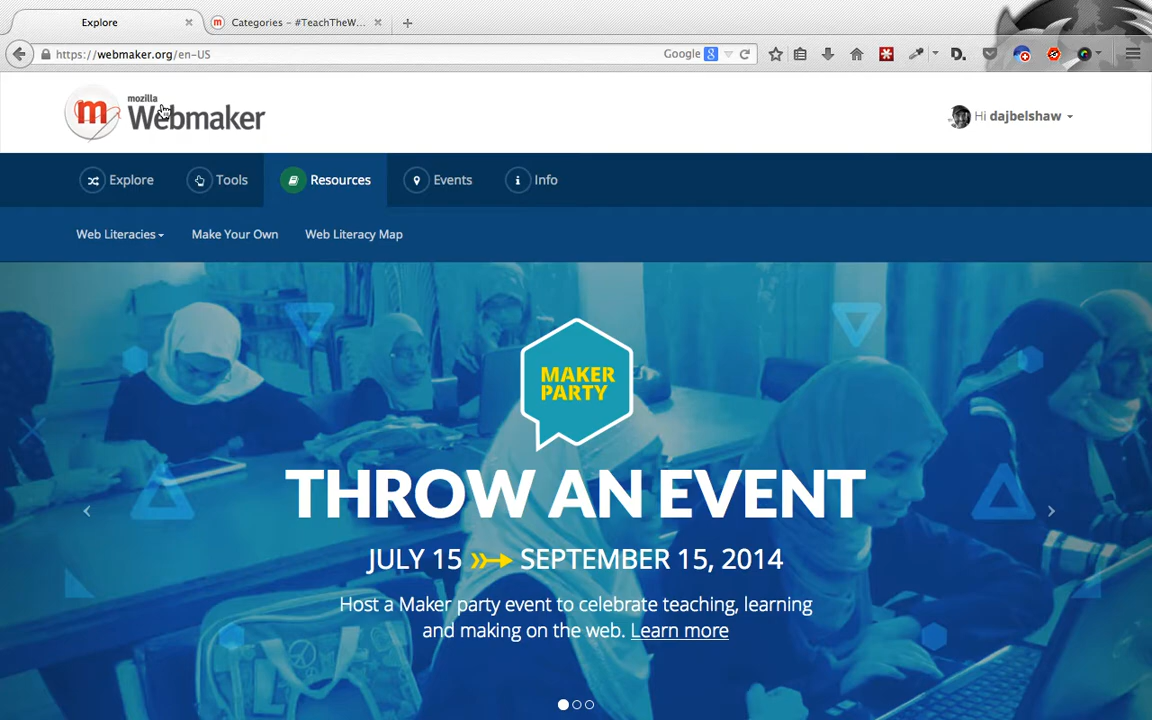 Explore
Categories – #TeachTheW...
https://webmaker.org/en-US
Google
mozilla
Webmaker
Hi dajbelshaw
Explore
Tools
Resources
Events
Info
Web Literacies
Make Your Own
Web Literacy Map
MAKER
PARTY
THROW AN EVENT
JULY 15 SEPTEMBER 15, 2014
Host a Maker party event to celebrate teaching, learning
and making on the web. Learn more